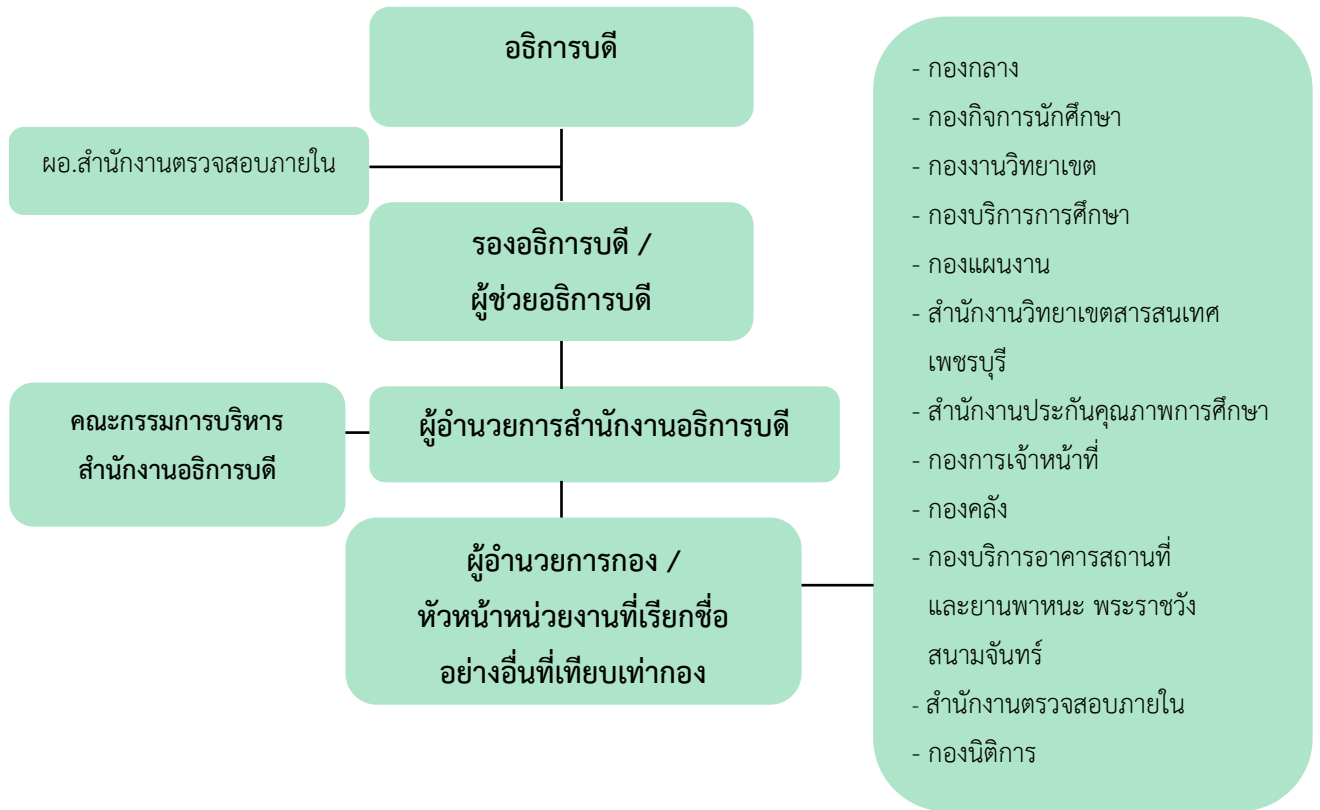 อธิการบดี
ผอ.สำนักงานตรวจสอบภายใน
รองอธิการบดี /
ผู้ช่วยอธิการบดี
คณะกรรมการบริหาร
สำนักงานอธิการบดี
ผู้อำนวยการสำนักงานอธิการบดี
ผู้อำนวยการกอง /
หัวหน้าหน่วยงานที่เรียกชื่อ
อย่างอื่นที่เทียบเท่ากอง
- กองกลาง
- กองกิจการนักศึกษา
- กองงานวิทยาเขต
- กองบริการการศึกษา
- กองแผนงาน
- สำนักงานวิทยาเขตสารสนเทศ
เพชรบุรี
- สำนักงานประกันคุณภาพการศึกษา
- กองการเจ้าหน้าที่
- กองคลัง
- กองบริการอาคารสถานที่
และยานพาหนะ พระราชวัง
สนามจันทร์
- สำนักงานตรวจสอบภายใน
- กองนิติการ